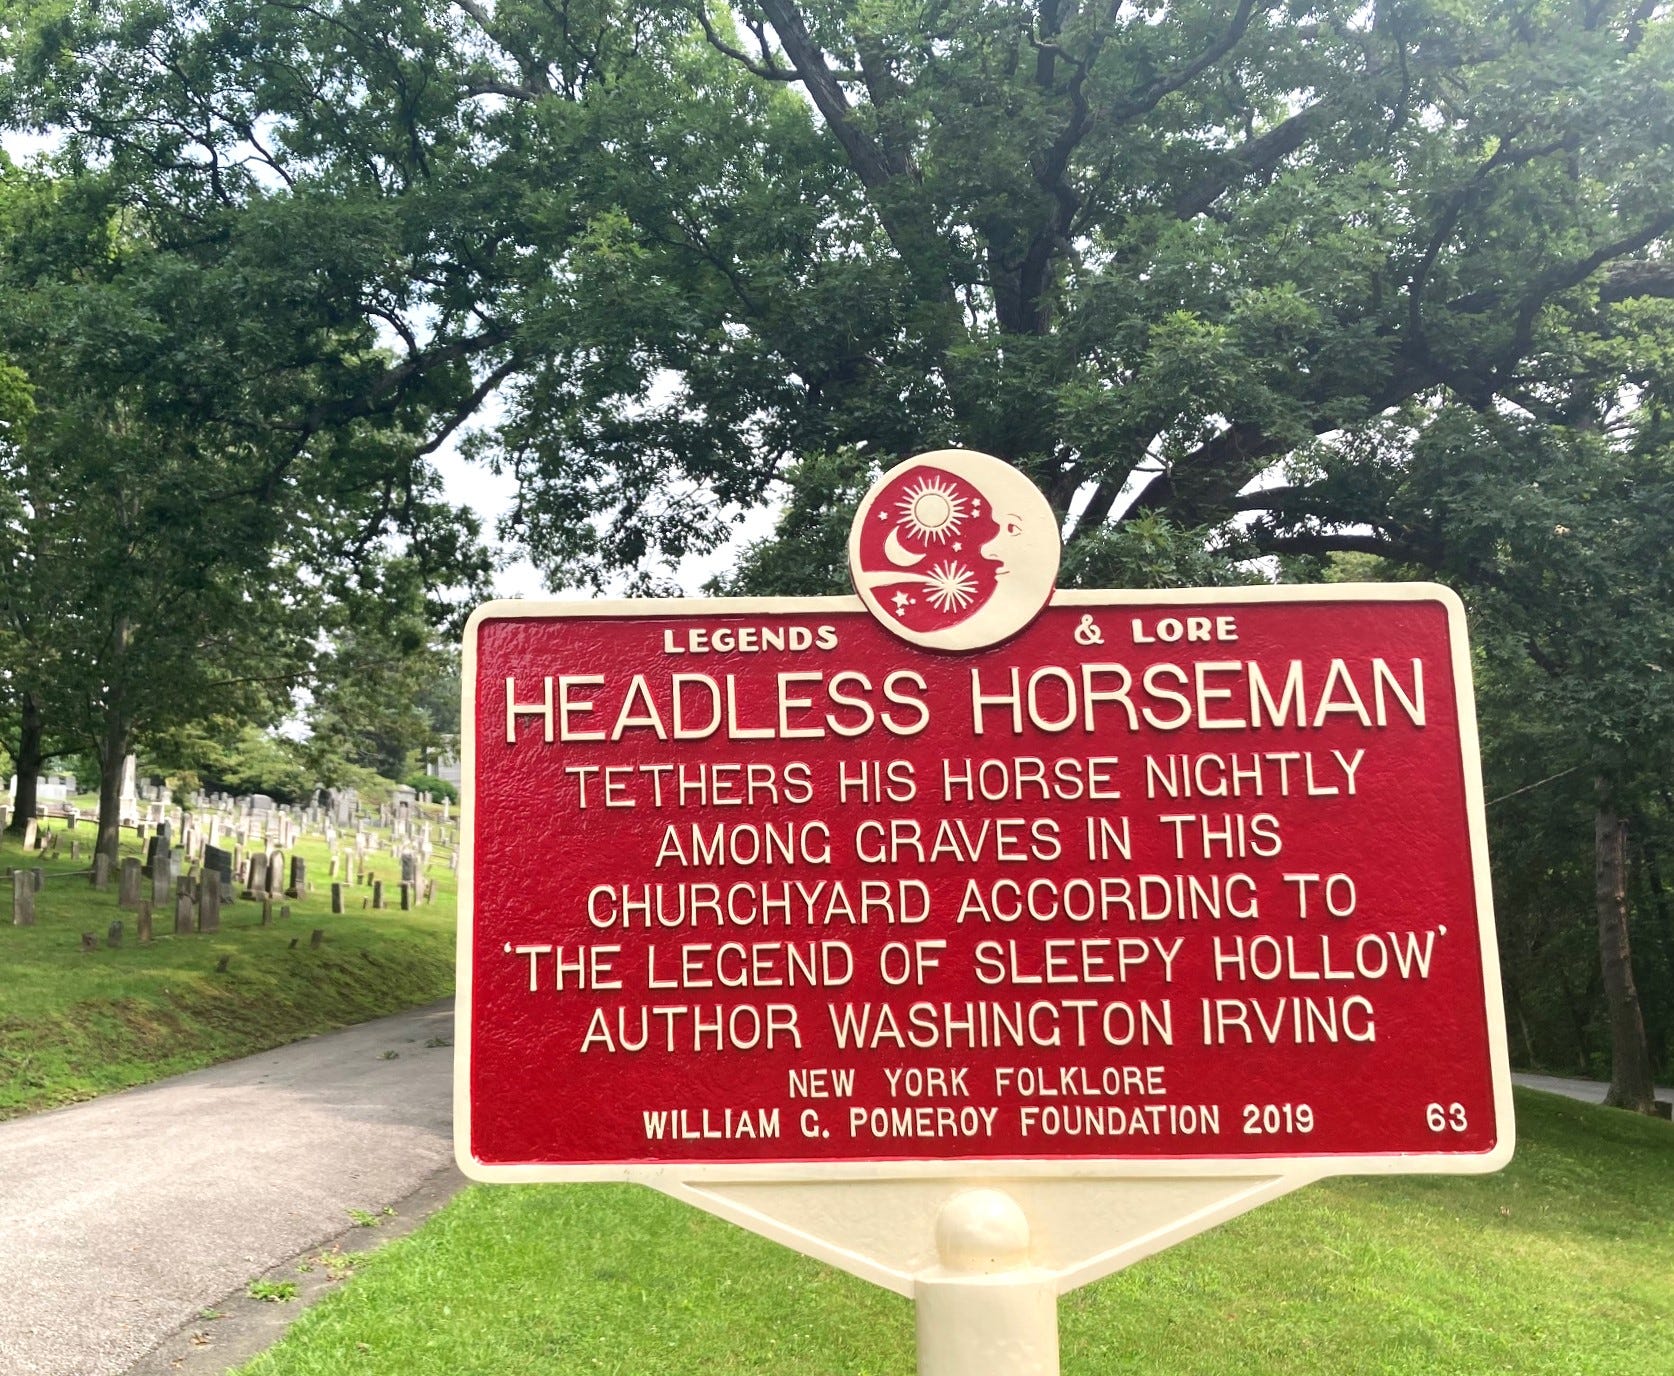 LEGENDS & LORE
HEADLESS HORSEMAN
TETHERS HIS HORSE NIGHTLY
AMONG GRAVES IN THIS
CHURCHYARD ACCORDING TO
'THE LEGEND OF SLEEPY HOLLOW'
AUTHOR WASHINGTON IRVING
NEW YORK FOLKLORE
WILLIAM G. POMEROY FOUNDATION 2019 63